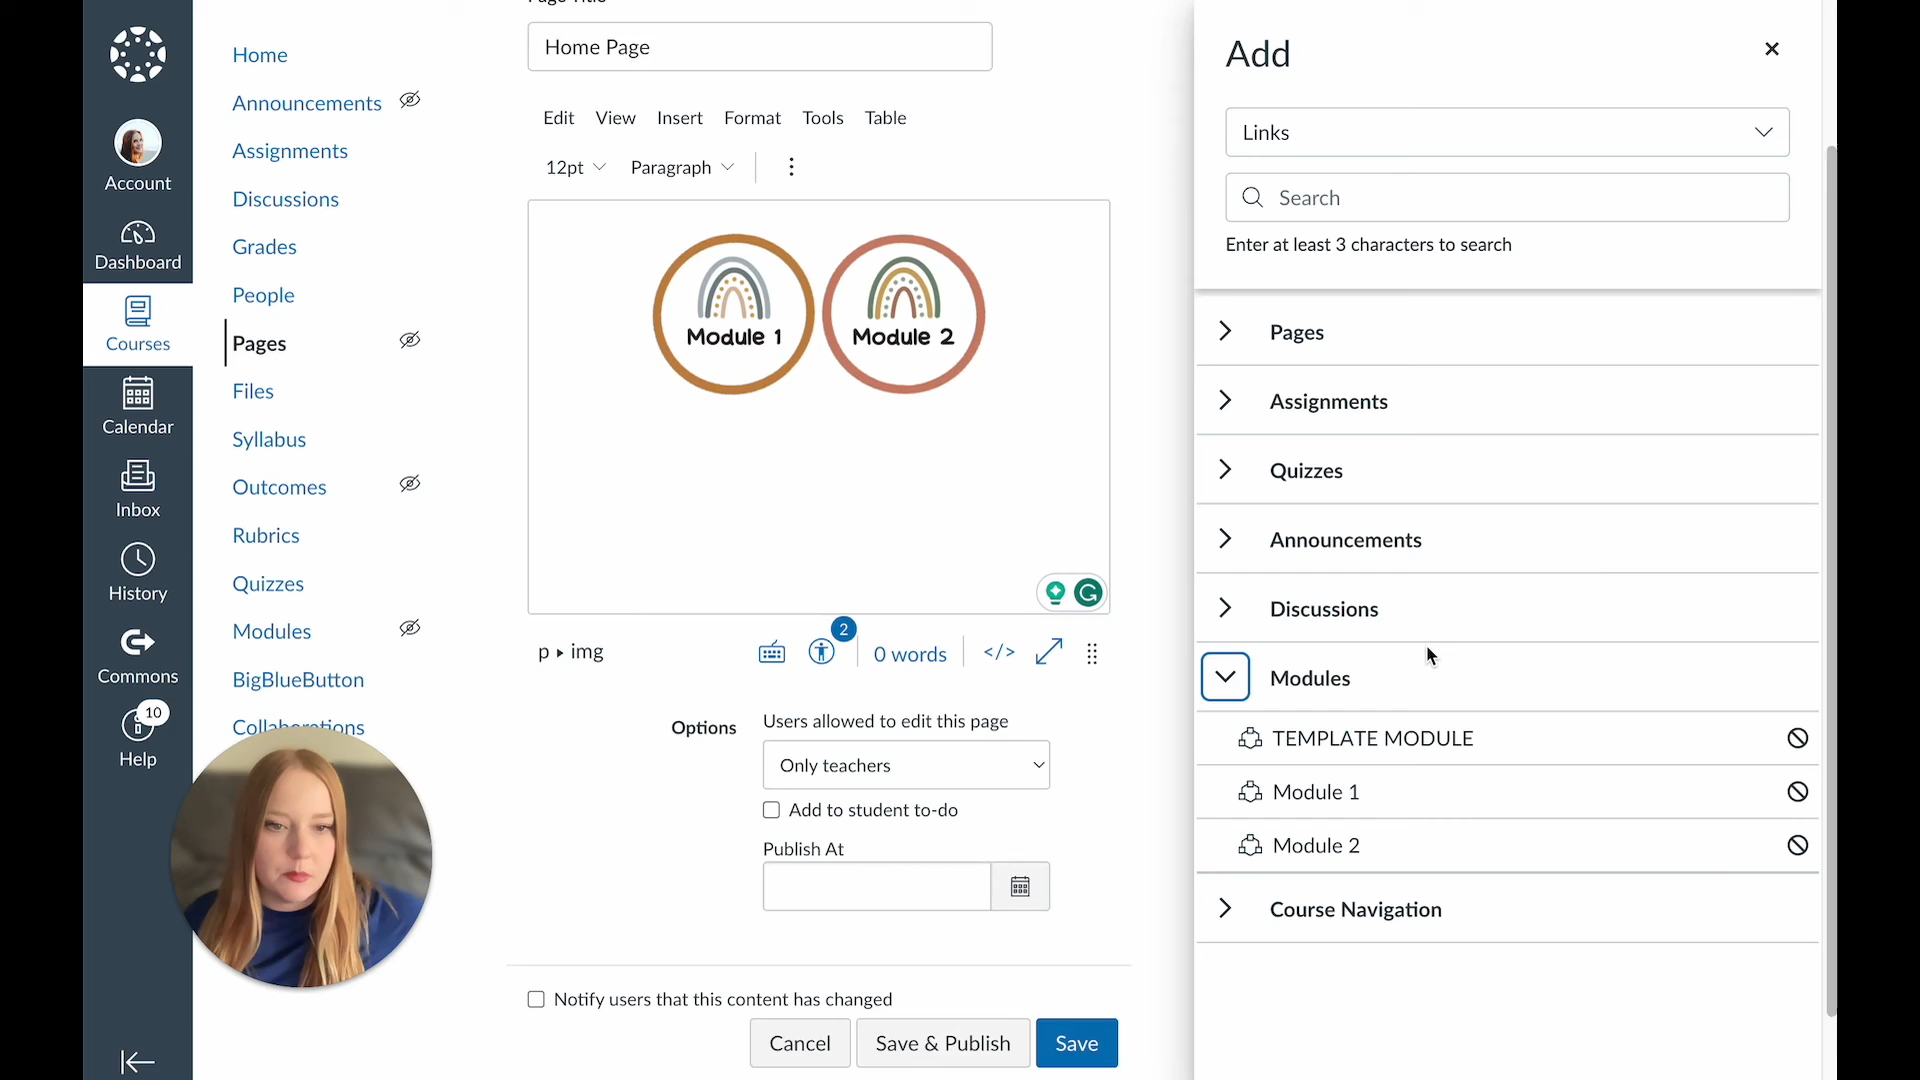 Home Page
Edit View Insert Format Tools Table
12pt Paragraph
Module 1
Module 2
p ▸ img
2
0 words
</>
Options
Users allowed to edit this page
Only teachers
Add to student to-do
Publish At
Notify users that this content has changed
Cancel
Save & Publish
Save
Account
Dashboard
Courses
Calendar
Inbox
History
Commons
10
Help
Home
Announcements
Assignments
Discussions
Grades
People
Pages
Files
Syllabus
Outcomes
Rubrics
Quizzes
Modules
BigBlueButton
Collaborations
Add
Links
Search
Enter at least 3 characters to search
Pages
Assignments
Quizzes
Announcements
Discussions
Modules
TEMPLATE MODULE
Module 1
Module 2
Course Navigation